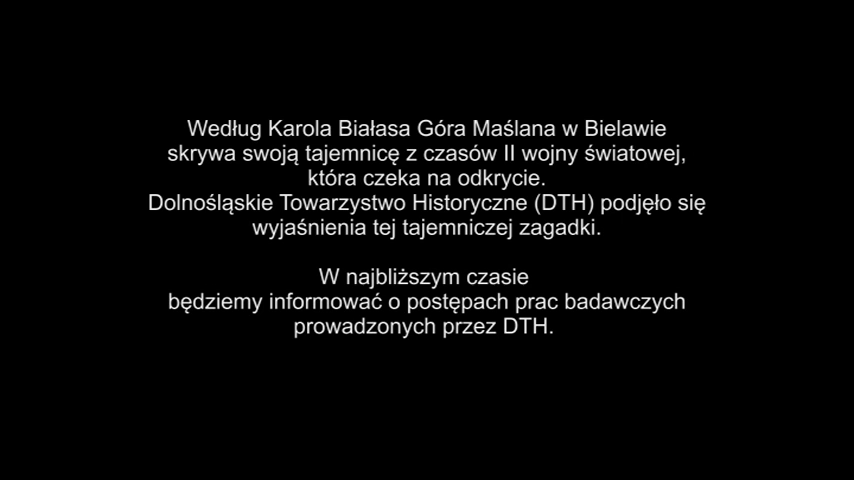 Według Karola Białasa Góra Maślana w Bielawie
skrywa swoją tajemnicę z czasów II wojny światowej,
która czeka na odkrycie.
Dolnośląskie Towarzystwo Historyczne (DTH) podjęło się
wyjaśnienia tej tajemniczej zagadki.
W najbliższym czasie
będziemy informować o postępach prac badawczych
prowadzonych przez DTH.